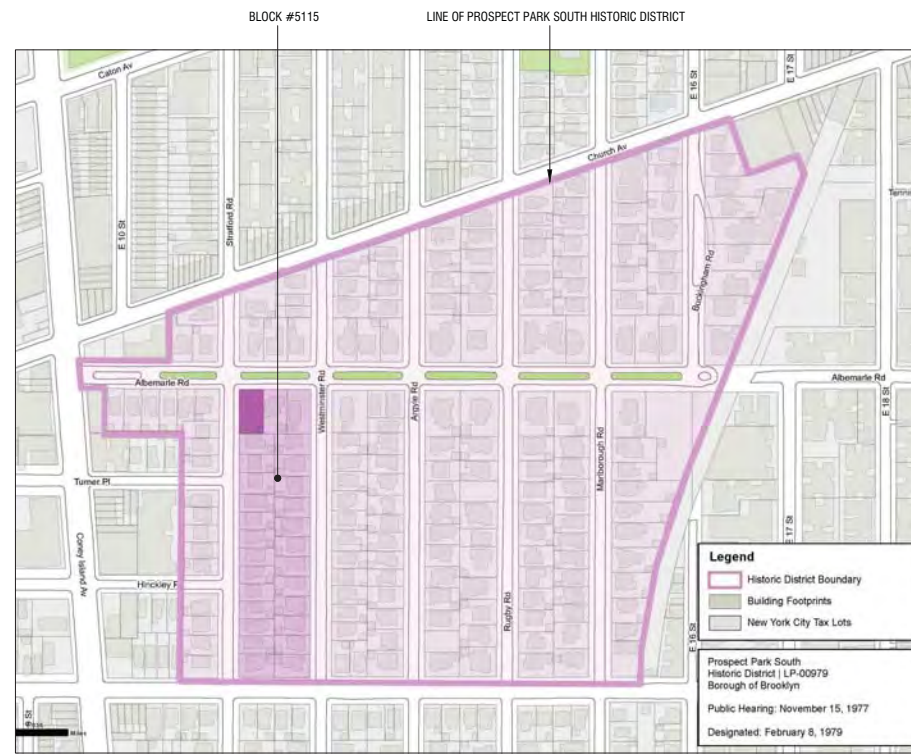 BLOCK #5115
LINE OF PROSPECT PARK SOUTH HISTORIC DISTRICT
Caton Av
E 10 St
Stratford Rd
Church Av
E 16 St
E 17 St
Buckingham Rd
Albemarle Rd
Westminster Rd
Argyle Rd
Marlborough Rd
Albemarle Rd
E 18 St
Turner Pl
Coney Island Av
Hinckley P
Rugby Rd
E 17 St
E 16 St
Legend
Historic District Boundary
Building Footprints
New York City Tax Lots
Prospect Park South
Historic District | LP-00979
Borough of Brooklyn
Public Hearing: November 15, 1977
Designated: February 8, 1979
St
Miles